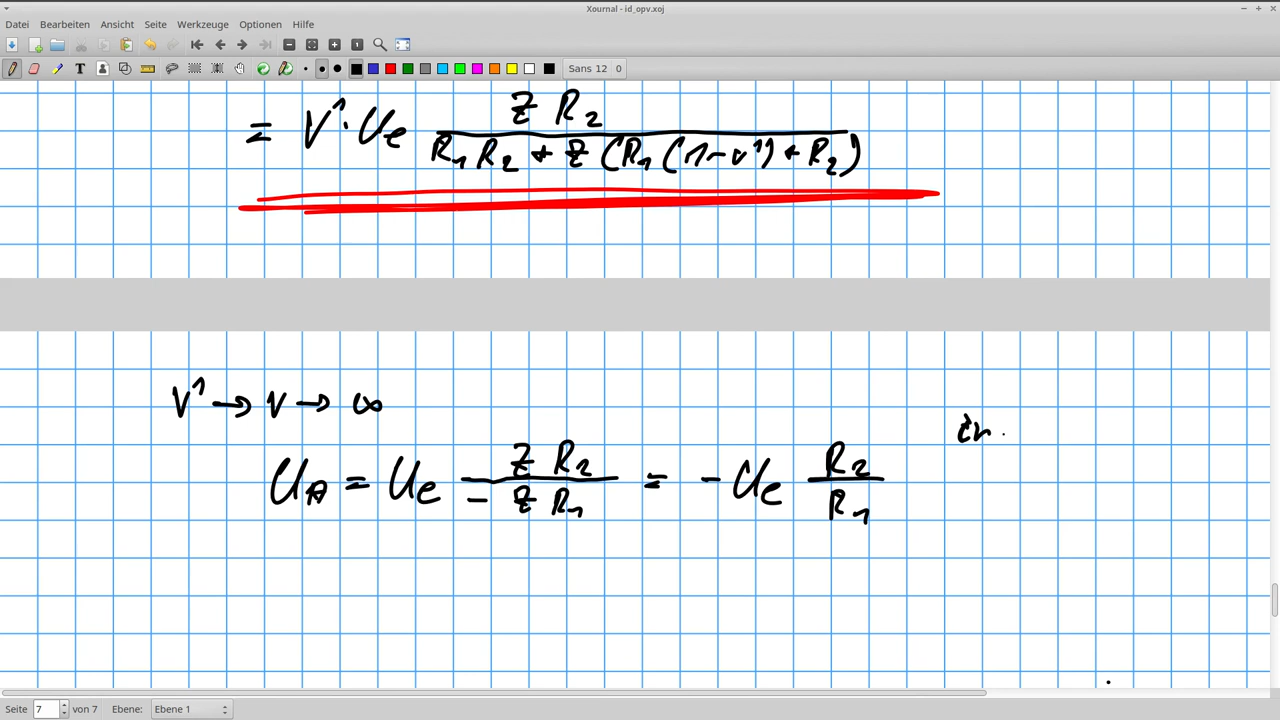 Xournal - id_opv.xoj
Datei Bearbeiten Ansicht Seite Werkzeuge Optionen Hilfe
Sans 12 0
= V'·Ue Z R2 / (R1 R2 + Z (R1 (1-v') + R2))
V' → V → ∞
UA = Ue Z R2 / (- Z R1) = - Ue R2 / R1
Seite 7 von 7 Ebene: Ebene 1